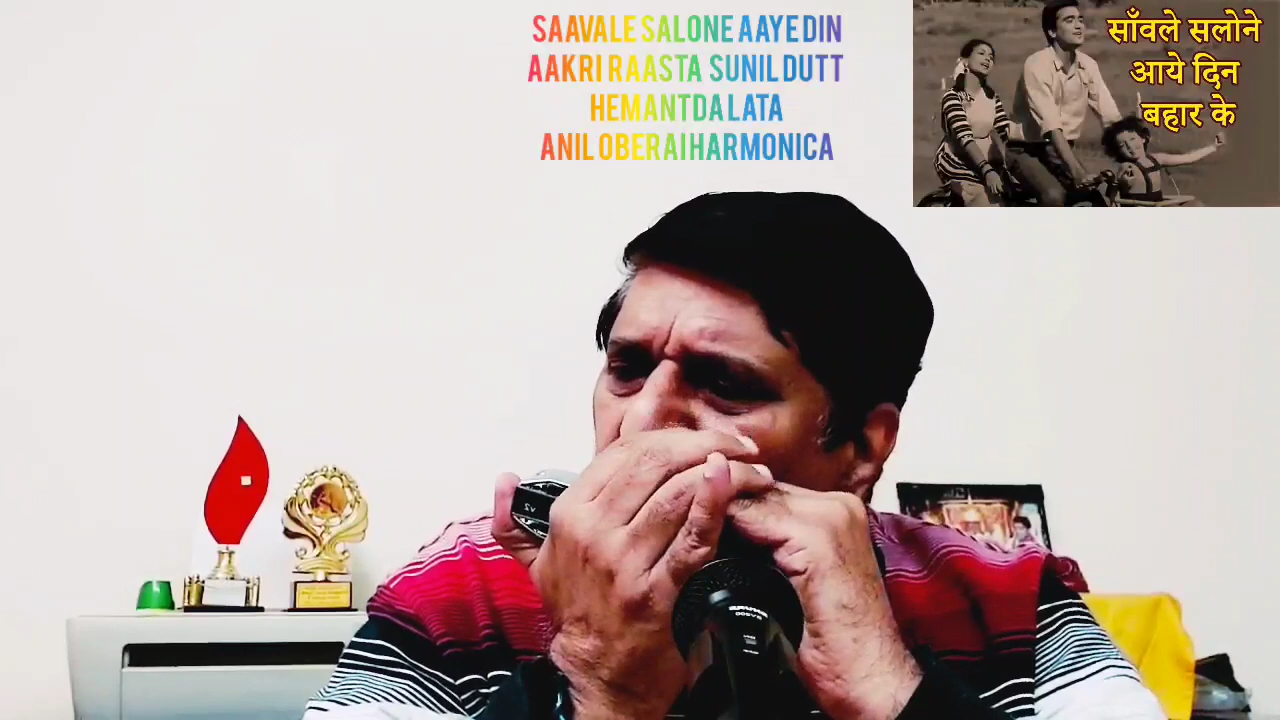 SAAVALE SALONE AAYE DIN
AAKRI RAASTA SUNIL DUTT
HEMANTDA LATA
ANIL OBERAI HARMONICA
साँवले सलोने
आये दिन
बहार के